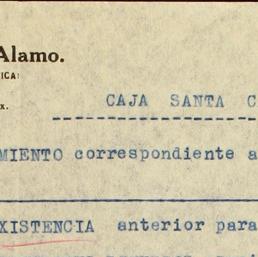 Alamo.
CAJA SANTA C
MIENTO correspondiente a
XISTENCIA anterior para